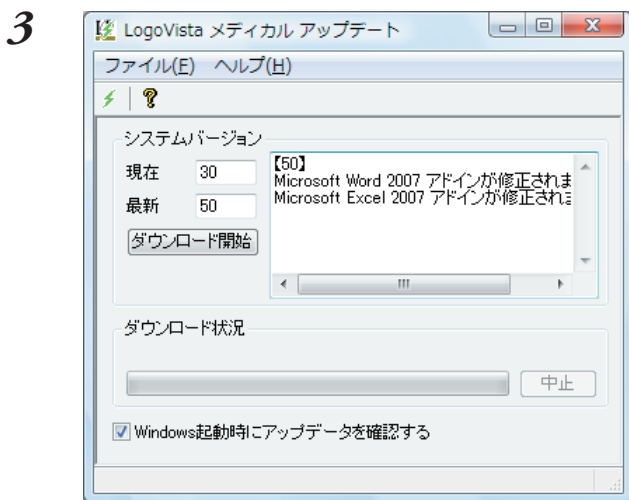 3
LogoVista メディカル アップデート
ファイル(F) ヘルプ(H)
システムバージョン
現在 30
最新 50
ダウンロード開始
【50】
Microsoft Word 2007 アドインが修正されま
Microsoft Excel 2007 アドインが修正されま
ダウンロード状況
中止
Windows起動時にアップデータを確認する